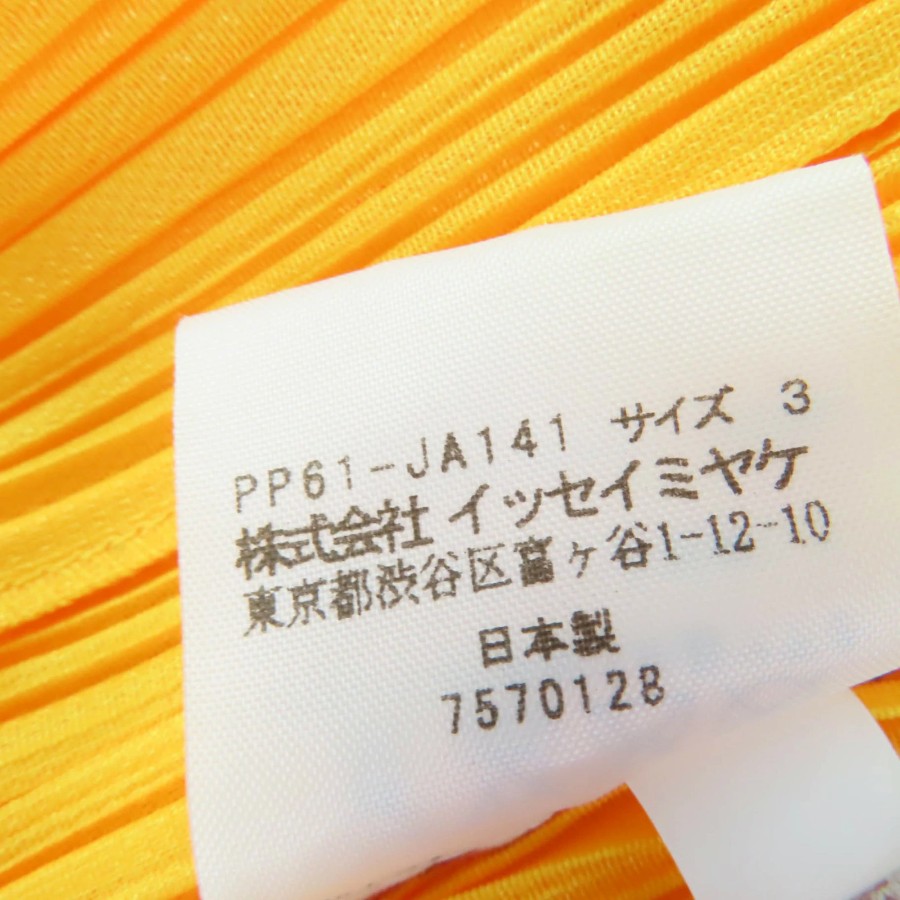 PP61-JA141 サイズ 3
株式会社 イッセイミヤケ
東京都渋谷区富ヶ谷1-12-10
日本製
7570128